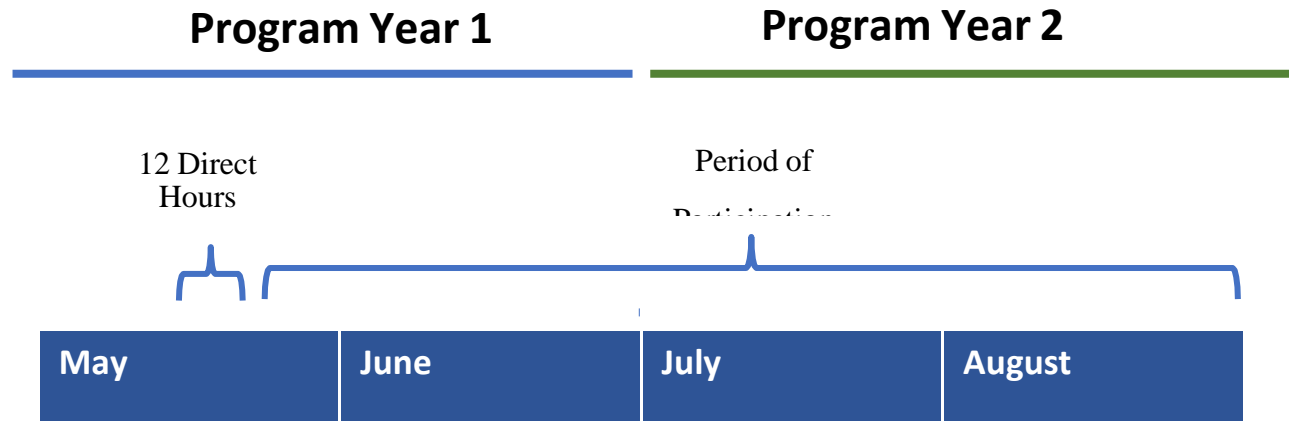 Program Year 1
Program Year 2
12 Direct
Hours
Period of
May
June
July
August